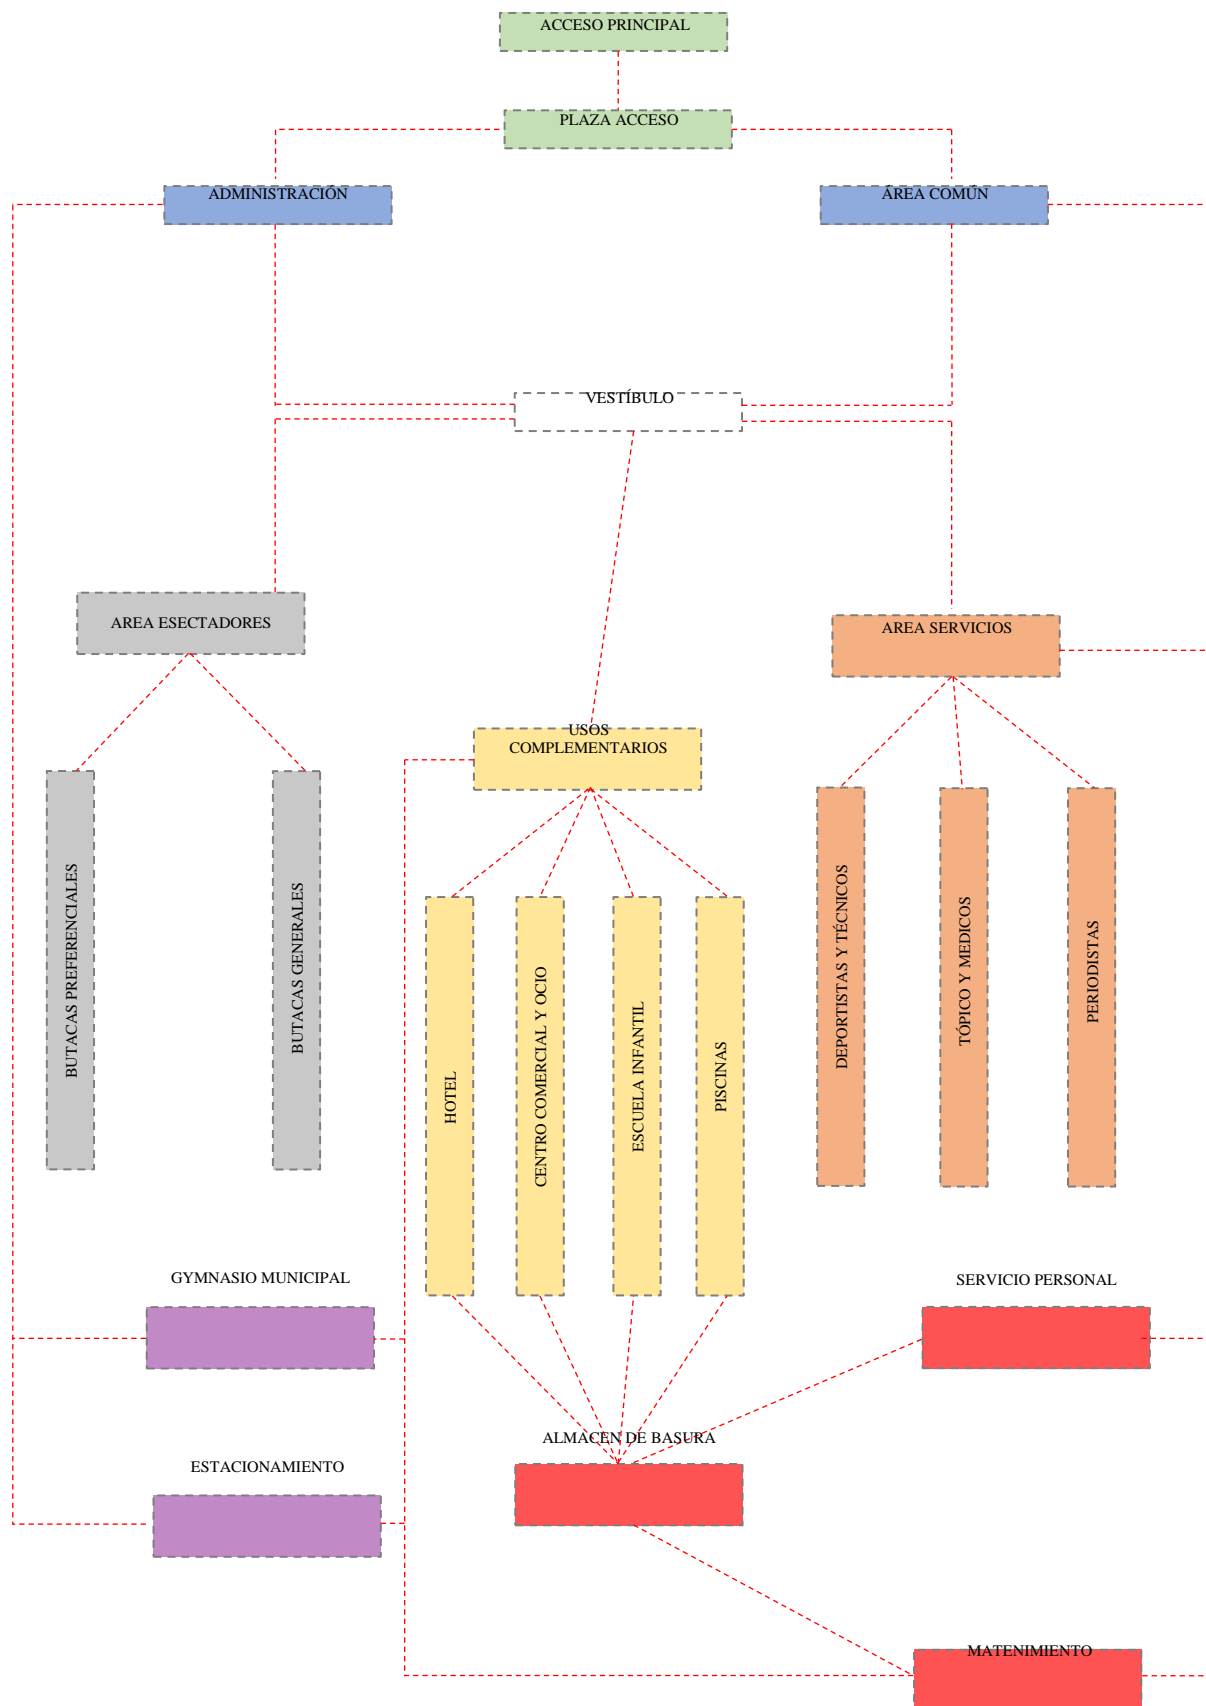 ACCESO PRINCIPAL
PLAZA ACCESO
ADMINISTRACIÓN
ÁREA COMÚN
VESTÍBULO
AREA ESECTADORES
AREA SERVICIOS
USOS
COMPLEMENTARIOS
BUTACAS PREFERENCIALES
BUTACAS GENERALES
HOTEL
CENTRO COMERCIAL Y OCIO
ESCUELA INFANTIL
PISCINAS
DEPORTISTAS Y TÉCNICOS
TÓPICO Y MEDICOS
PERIODISTAS
GYMNASIO MUNICIPAL
SERVICIO PERSONAL
ALMACEN DE BASURA
ESTACIONAMIENTO
MATENIMIENTO